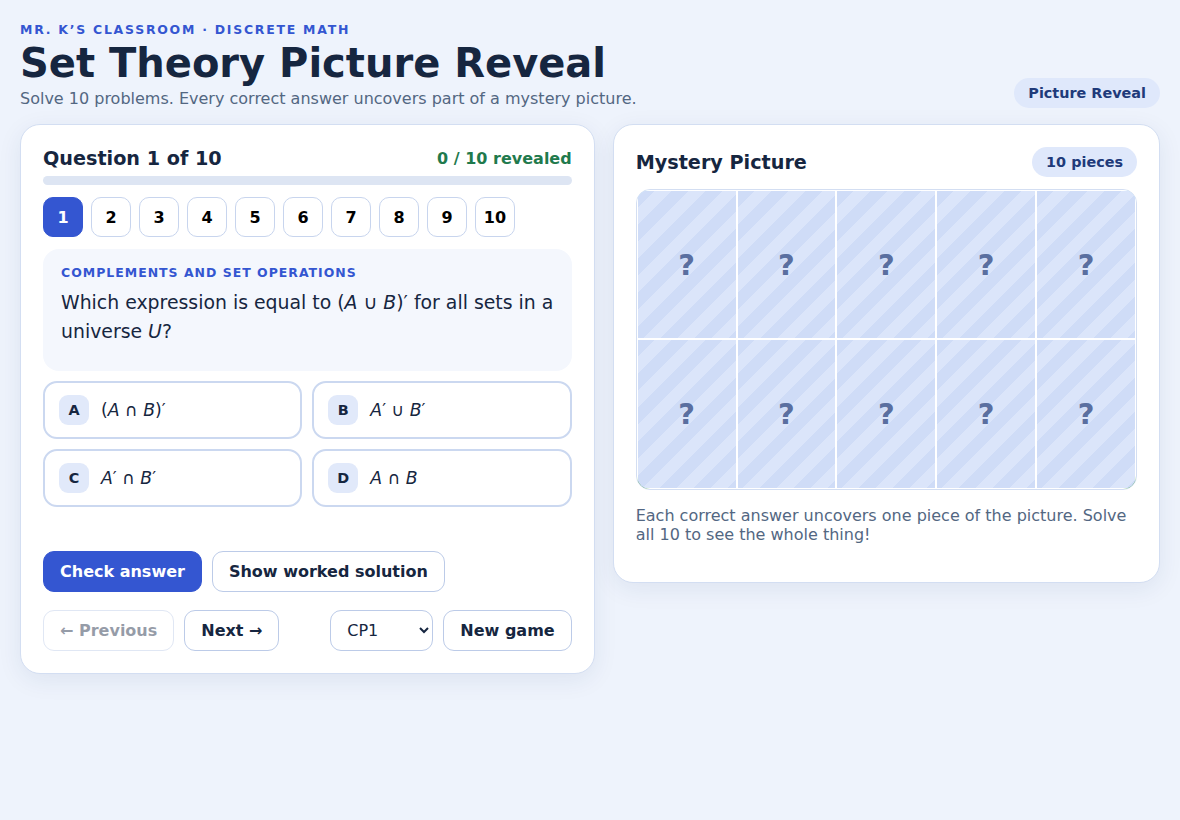 MR. K’S CLASSROOM · DISCRETE MATH
Set Theory Picture Reveal
Solve 10 problems. Every correct answer uncovers part of a mystery picture.
Picture Reveal
Question 1 of 10
0 / 10 revealed
1 2 3 4 5 6 7 8 9 10
COMPLEMENTS AND SET OPERATIONS
Which expression is equal to (A ∪ B)′ for all sets in a
universe U?
A (A ∩ B)′
B A′ ∪ B′
C A′ ∩ B′
D A ∩ B
Check answer
Show worked solution
← Previous
Next →
CP1
New game
Mystery Picture
10 pieces
? ? ? ? ?
? ? ? ? ?
Each correct answer uncovers one piece of the picture. Solve
all 10 to see the whole thing!